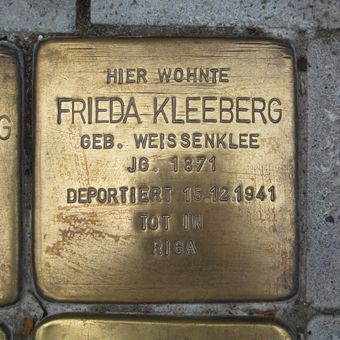 HIER WOHNTE
FRIEDA KLEEBERG
GEB. WEISSENKLEE
JG. 1871
DEPORTIERT 15.12.1941
TOT IN
RIGA
G